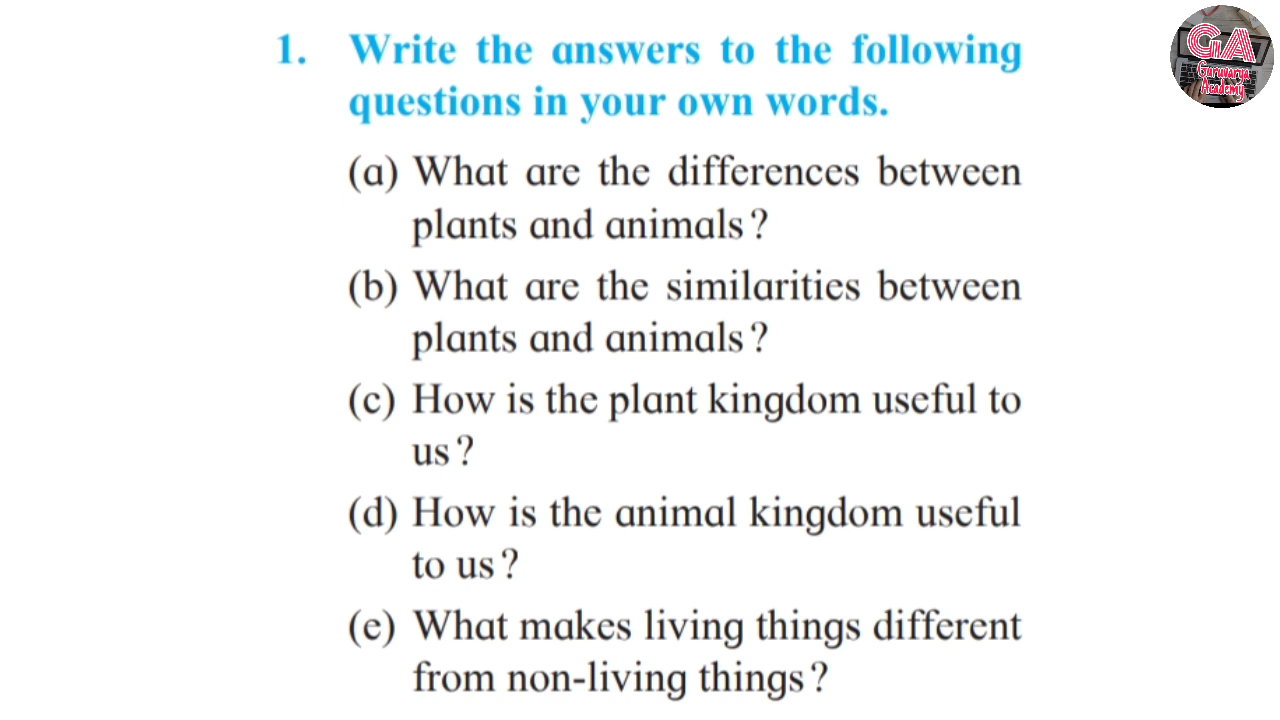 1. Write the answers to the following
questions in your own words.
(a) What are the differences between
plants and animals?
(b) What are the similarities between
plants and animals?
(c) How is the plant kingdom useful to
us?
(d) How is the animal kingdom useful
to us?
(e) What makes living things different
from non-living things?
GA
Gurukarya
Academy